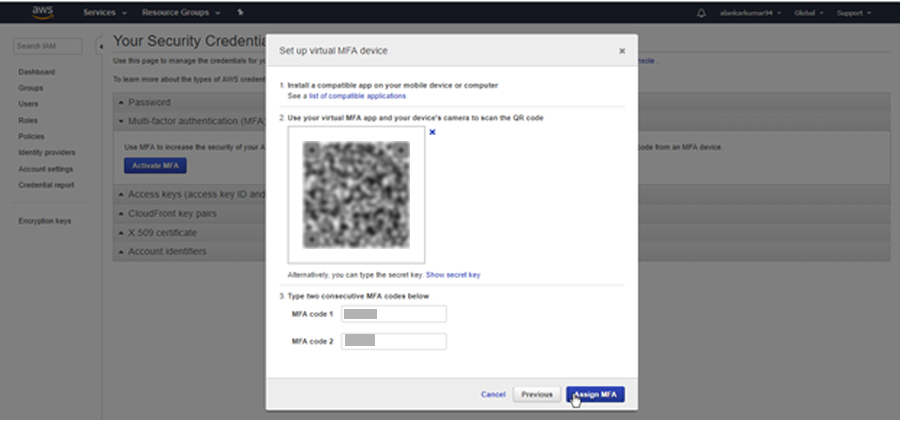 aws Services Resource Groups alankarkumar94 Global Support
Search IAM
Dashboard
Groups
Users
Roles
Policies
Identity providers
Account settings
Credential report
Encryption keys
Your Security Credentia
Use this page to manage the credentials for yo
nsole .
To learn more about the types of AWS credent
Password
Multi-factor authentication (MFA)
Use MFA to increase the security of your A
code from an MFA device.
Activate MFA
Access keys (access key ID and
CloudFront key pairs
X.509 certificate
Account identifiers
Set up virtual MFA device
1. Install a compatible app on your mobile device or computer
See a list of compatible applications
2. Use your virtual MFA app and your device's camera to scan the QR code
Alternatively, you can type the secret key. Show secret key
3. Type two consecutive MFA codes below
MFA code 1
MFA code 2
Cancel Previous Assign MFA